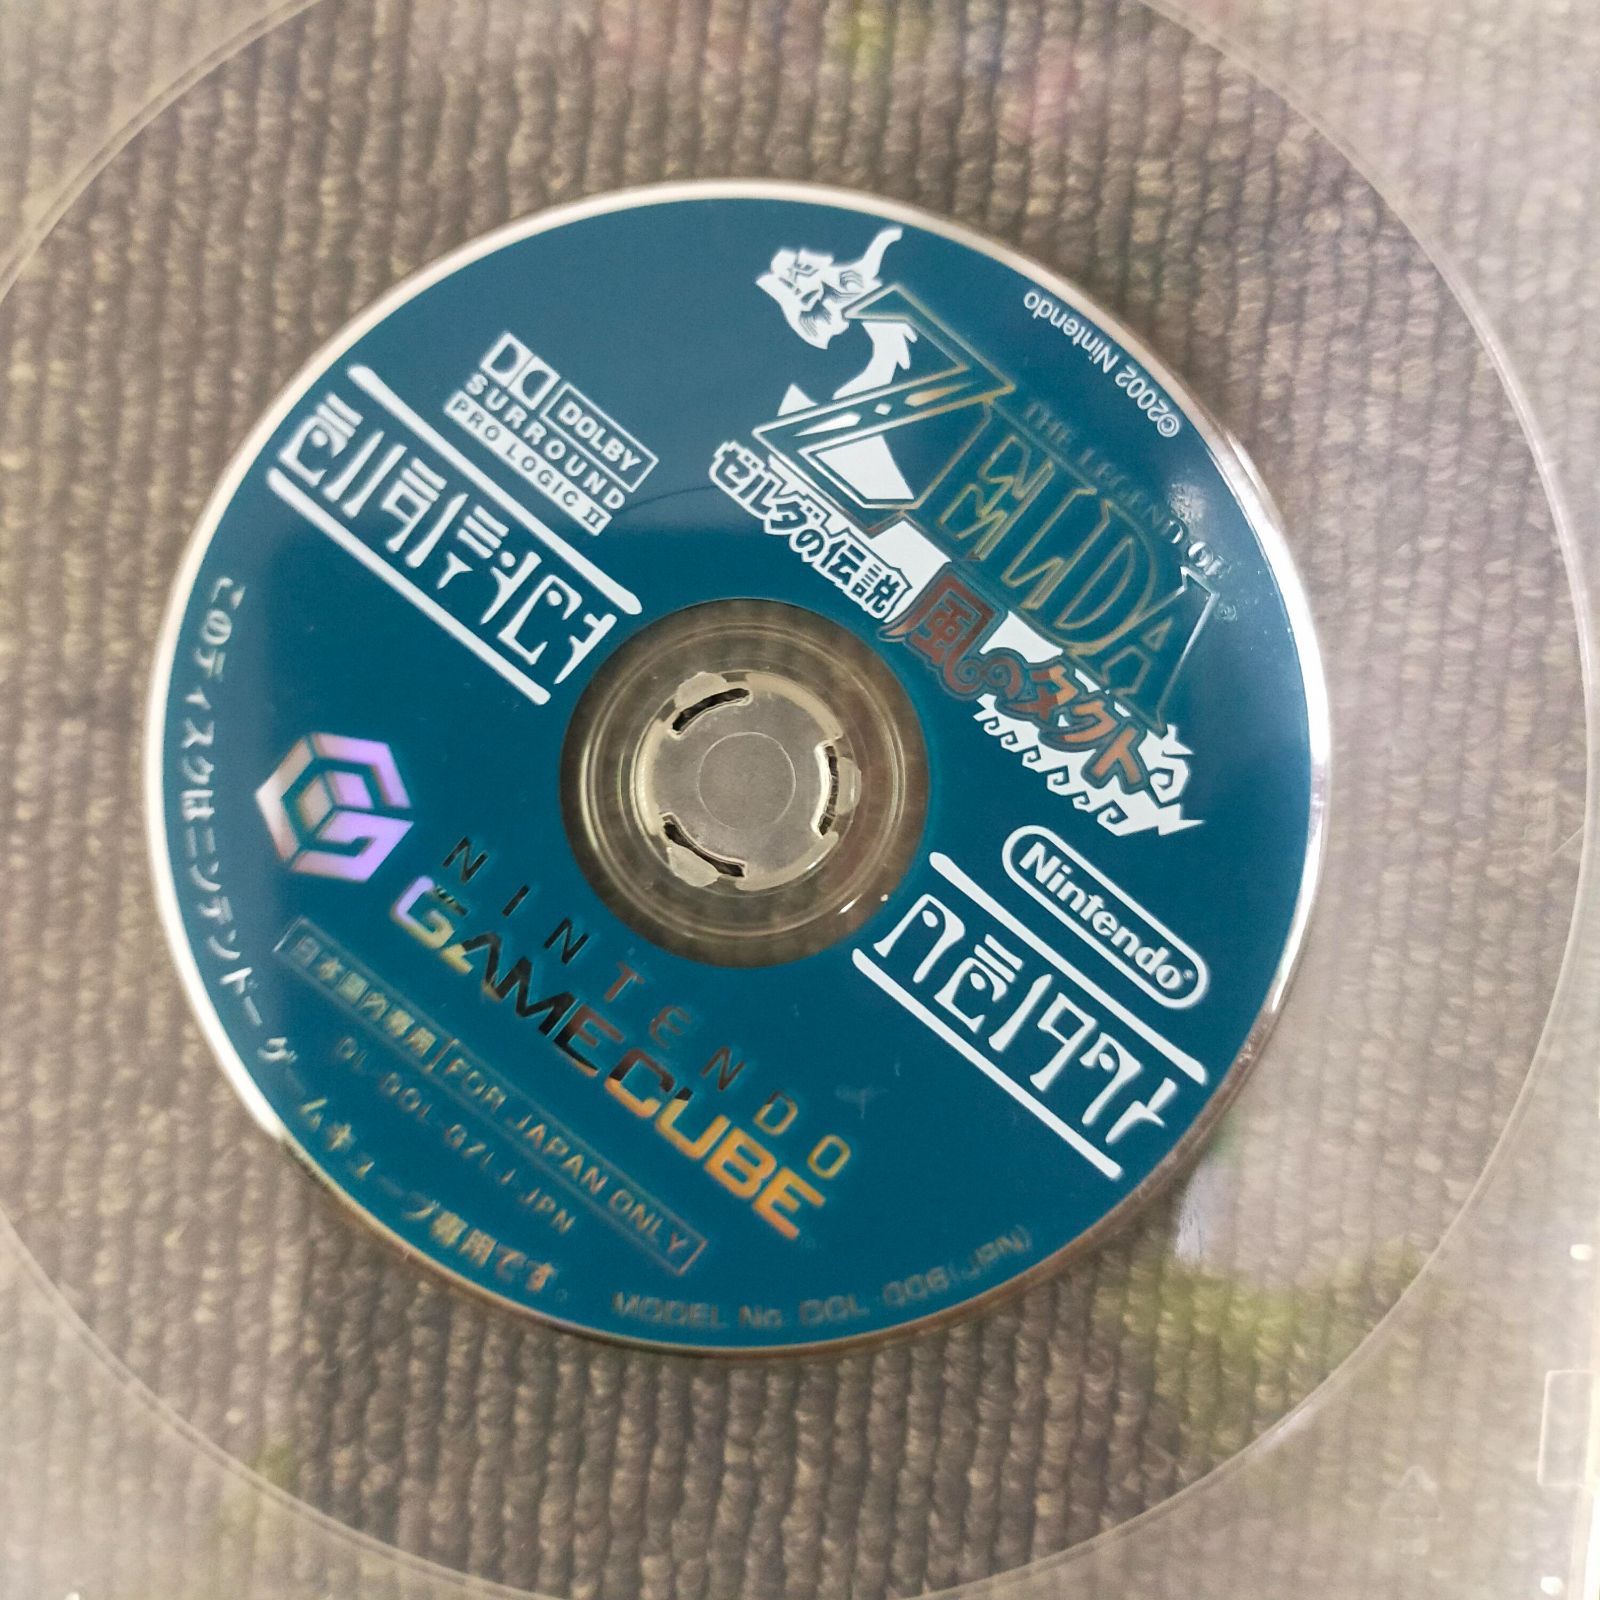 ©2002 Nintendo
THE LEGEND OF
ZELDA®
ゼルダの伝説
風のタクト
DOLBY
SURROUND
PRO LOGIC II
Nintendo®
NINTENDO
GAMECUBE
日本国内専用 FOR JAPAN ONLY
DL-DOL-GZLJ-JPN
このディスクはニンテンドーゲームキューブ専用です。
MODEL No. DOL-006(JPN)